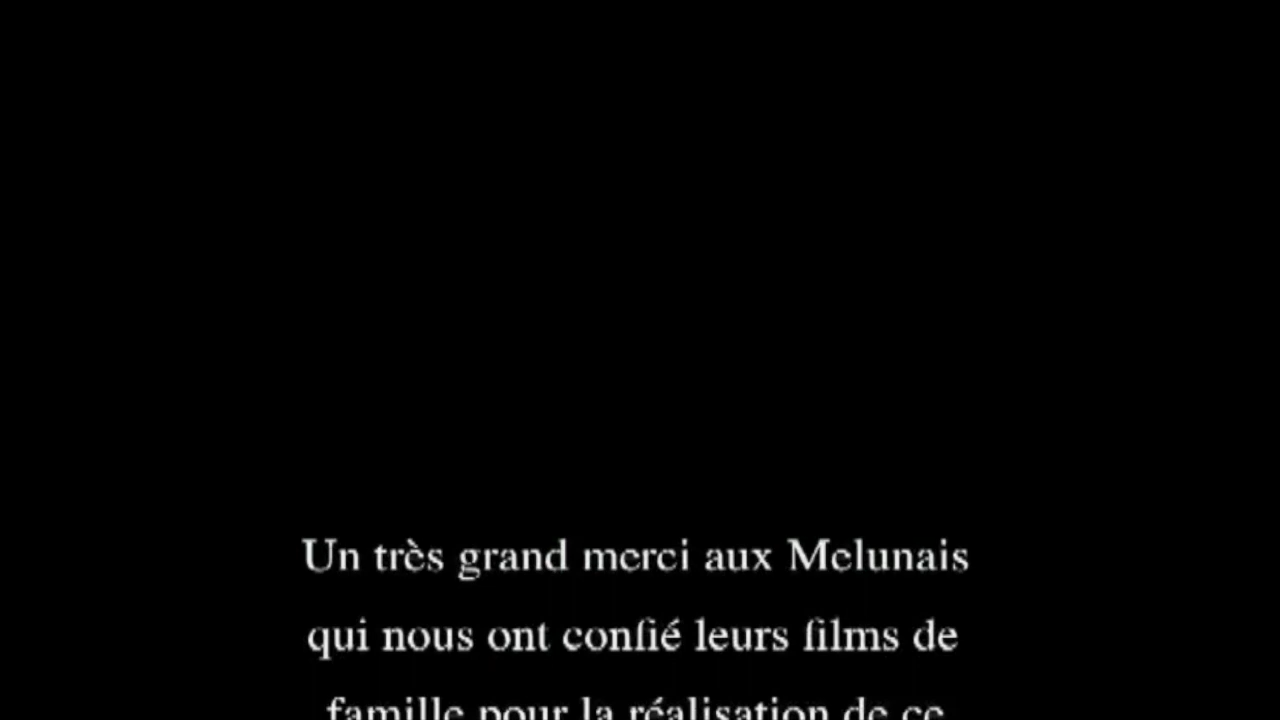 Un très grand merci aux Melunais
qui nous ont confié leurs films de
famille pour la réalisation de ce